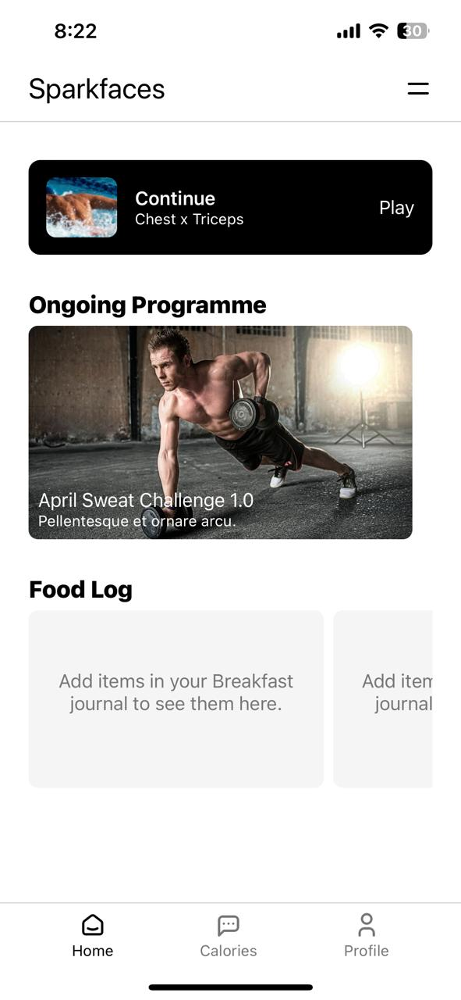 8:22
30
Sparkfaces
Continue
Chest x Triceps
Play
Ongoing Programme
April Sweat Challenge 1.0
Pellentesque et ornare arcu.
Food Log
Add items in your Breakfast
journal to see them here.
Add item
journal
Home
Calories
Profile